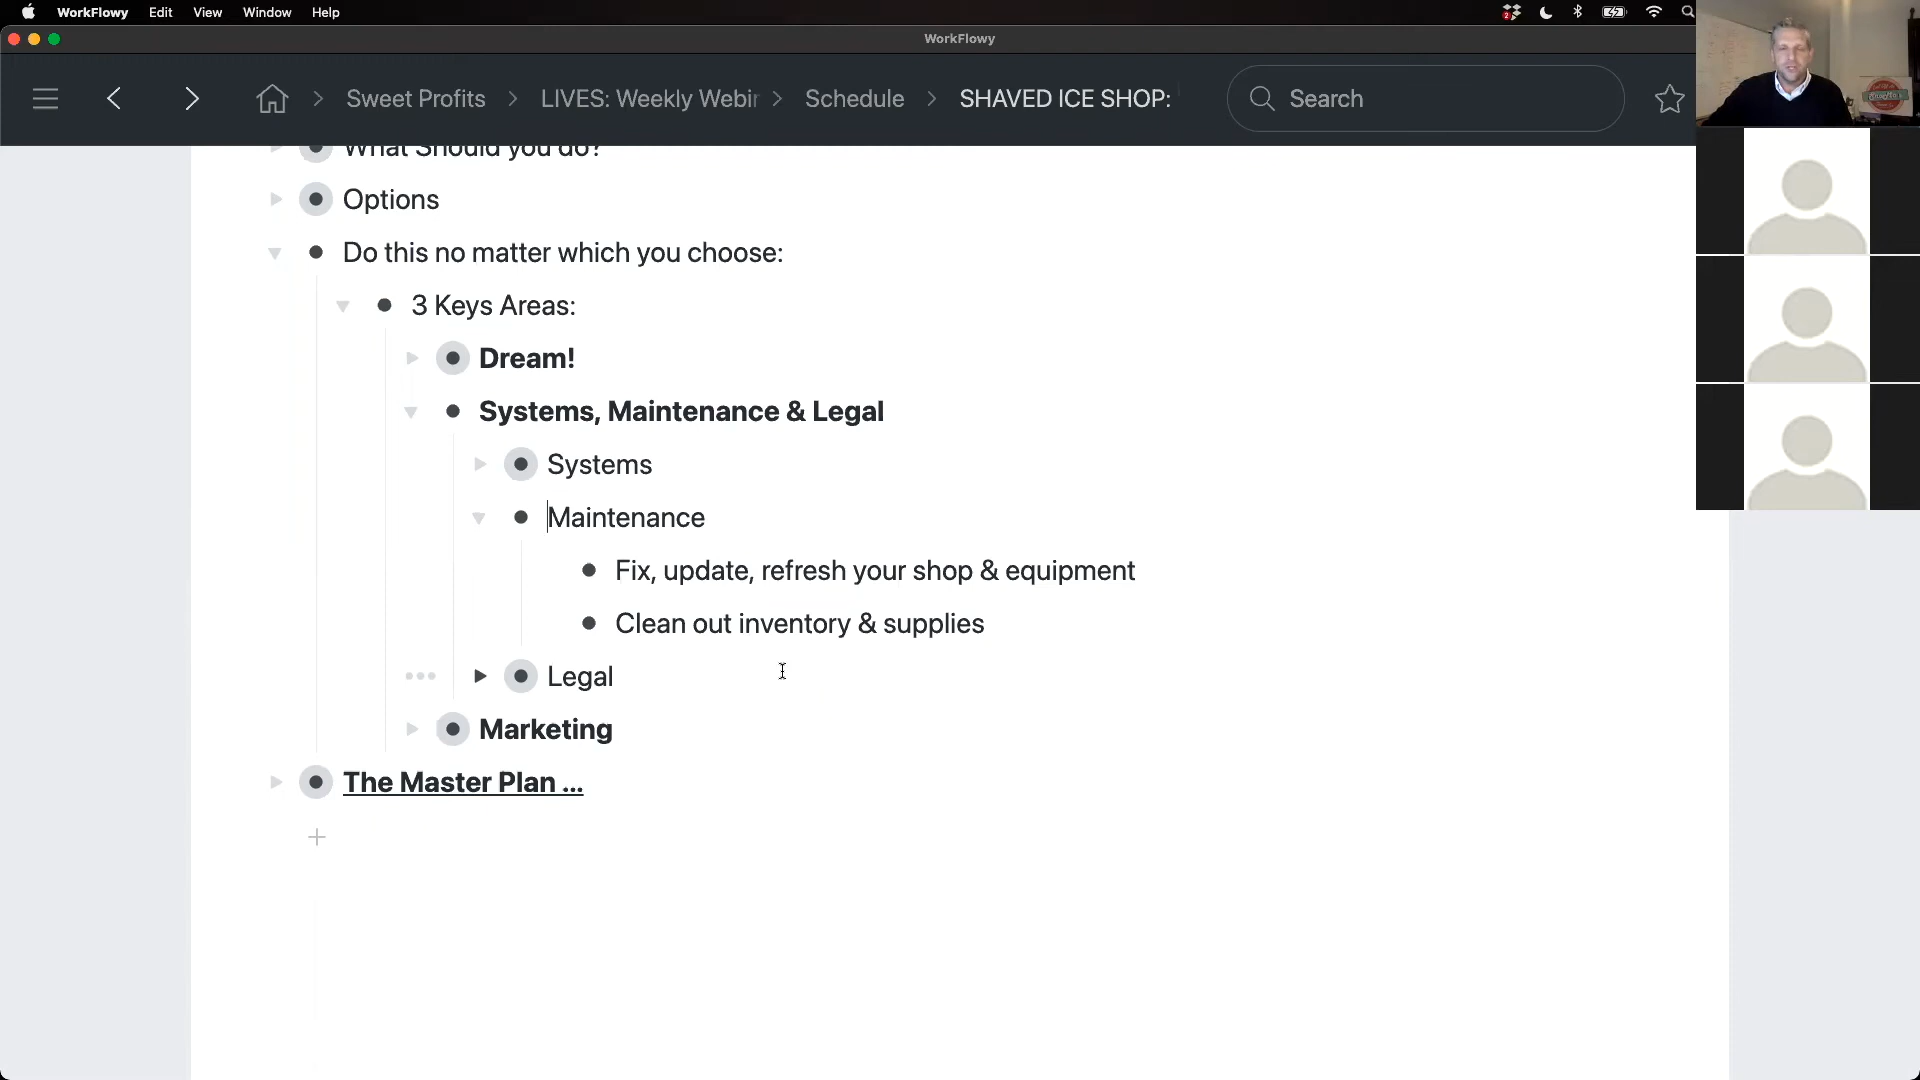 WorkFlowy Edit View Window Help
WorkFlowy
Sweet Profits LIVES: Weekly Webir Schedule SHAVED ICE SHOP: Search
What Should you do?
Options
Do this no matter which you choose:
3 Keys Areas:
Dream!
Systems, Maintenance & Legal
Systems
Maintenance
Fix, update, refresh your shop & equipment
Clean out inventory & supplies
Legal
Marketing
The Master Plan ...